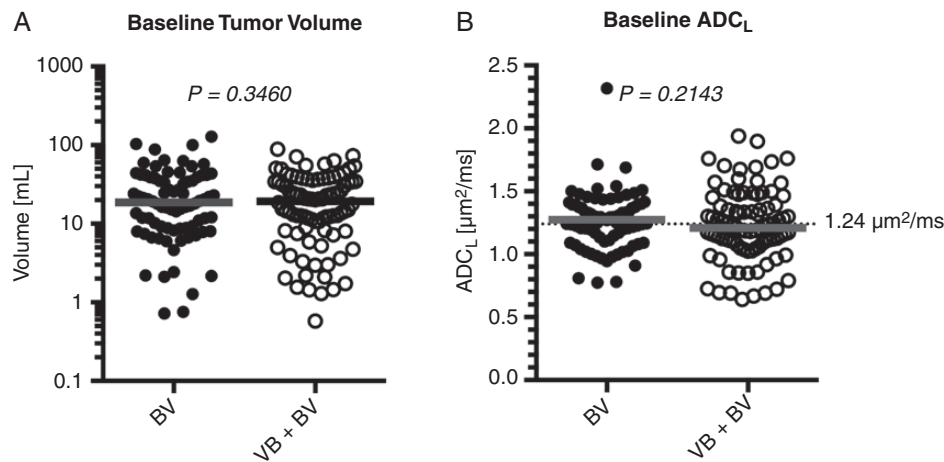 A
Baseline Tumor Volume
P = 0.3460
Volume [mL]
1000
100
10
1
0.1
BV
VB + BV
B
Baseline ADC_L
P = 0.2143
ADC_L [µm²/ms]
2.5
2.0
1.5
1.0
0.5
0.0
1.24 µm²/ms
BV
VB + BV